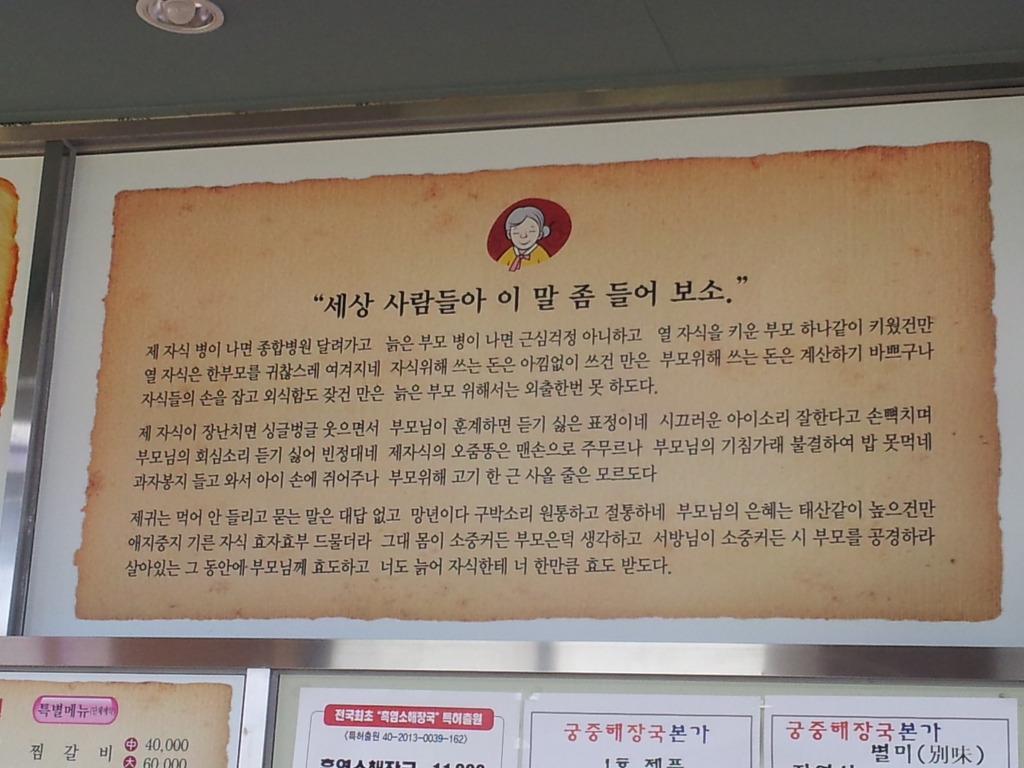 “세상 사람들아 이 말 좀 들어 보소.”
제 자식 병이 나면 종합병원 달려가고 늙은 부모 병이 나면 근심걱정 아니하고 열 자식을 키운 부모 하나같이 키웠건만
열 자식은 한부모를 귀찮스레 여겨지네 자식위해 쓰는 돈은 아낌없이 쓰건 만은 부모위해 쓰는 돈은 계산하기 바쁘구나
자식들의 손을 잡고 외식함도 잦건 만은 늙은 부모 위해서는 외출한번 못 하도다.
제 자식이 장난치면 싱글벙글 웃으면서 부모님이 훈계하면 듣기 싫은 표정이네 시끄러운 아이소리 잘한다고 손뼉치며
부모님의 회심소리 듣기 싫어 빈정대네 제자식의 오줌똥은 맨손으로 주무르나 부모님의 기침가래 불결하여 밥 못먹네
과자봉지 들고 와서 아이 손에 쥐어주나 부모위해 고기 한 근 사올 줄은 모르도다
제귀는 먹어 안 들리고 묻는 말은 대답 없고 망년이다 구박소리 원통하고 절통하네 부모님의 은혜는 태산같이 높으건만
애지중지 기른 자식 효자효부 드물더라 그대 몸이 소중커든 부모은덕 생각하고 서방님이 소중커든 시 부모를 공경하라
살아있는 그 동안에 부모님께 효도하고 너도 늙어 자식한테 너 한만큼 효도 받도다.
특별메뉴
찜 갈 비 中 40,000
大 60,000
전국최초 "흑염소해장국" 특허출원
(특허출원 40-2013-0039-162)
흑염소해장국
궁중해장국본가
궁중해장국본가
별미(別味)